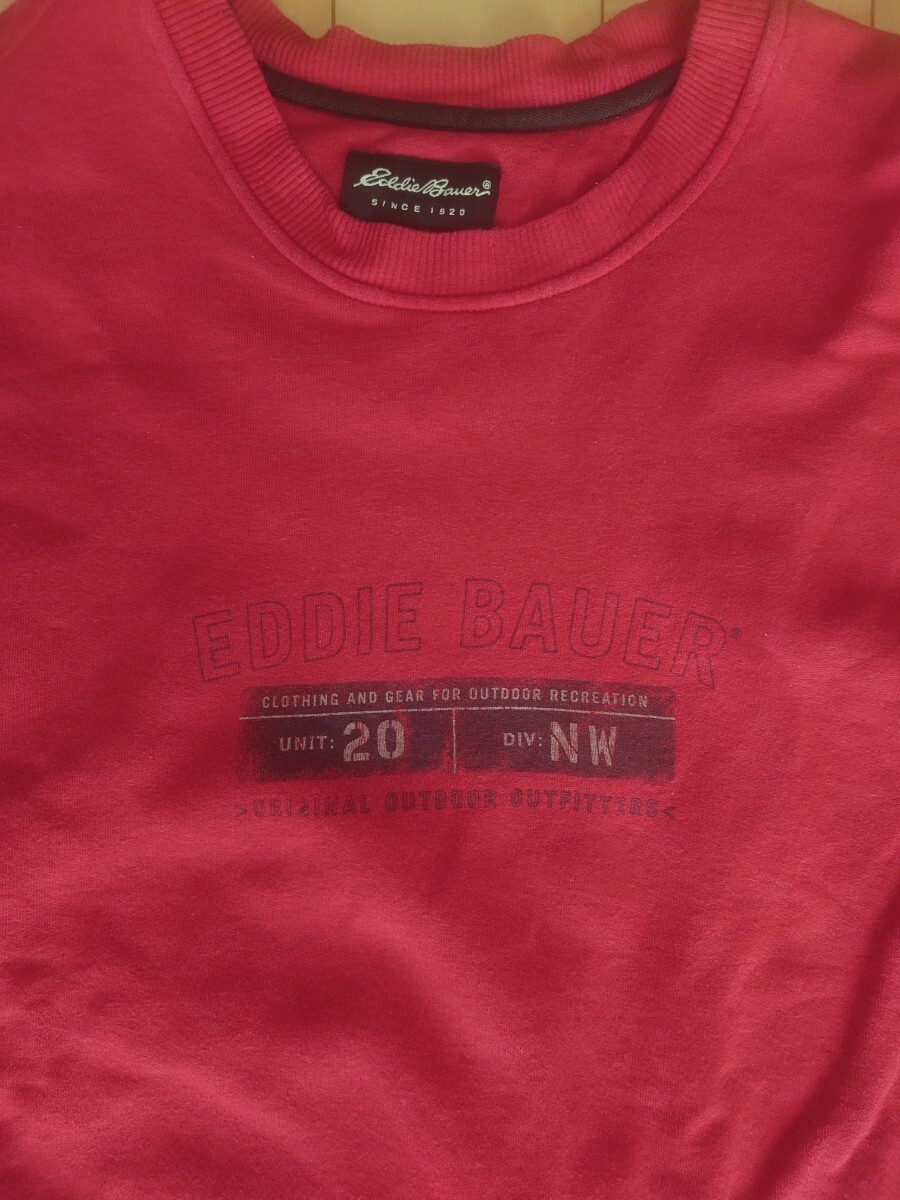 Eddie Bauer®
SINCE 1920
EDDIE BAUER®
CLOTHING AND GEAR FOR OUTDOOR RECREATION
UNIT: 20 DIV: NW
>ORIGINAL OUTDOOR OUTFITTERS<